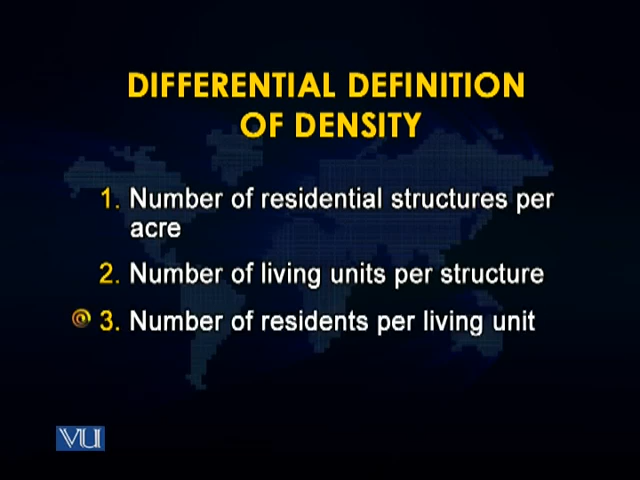 DIFFERENTIAL DEFINITION
OF DENSITY
1. Number of residential structures per
acre
2. Number of living units per structure
3. Number of residents per living unit
VU